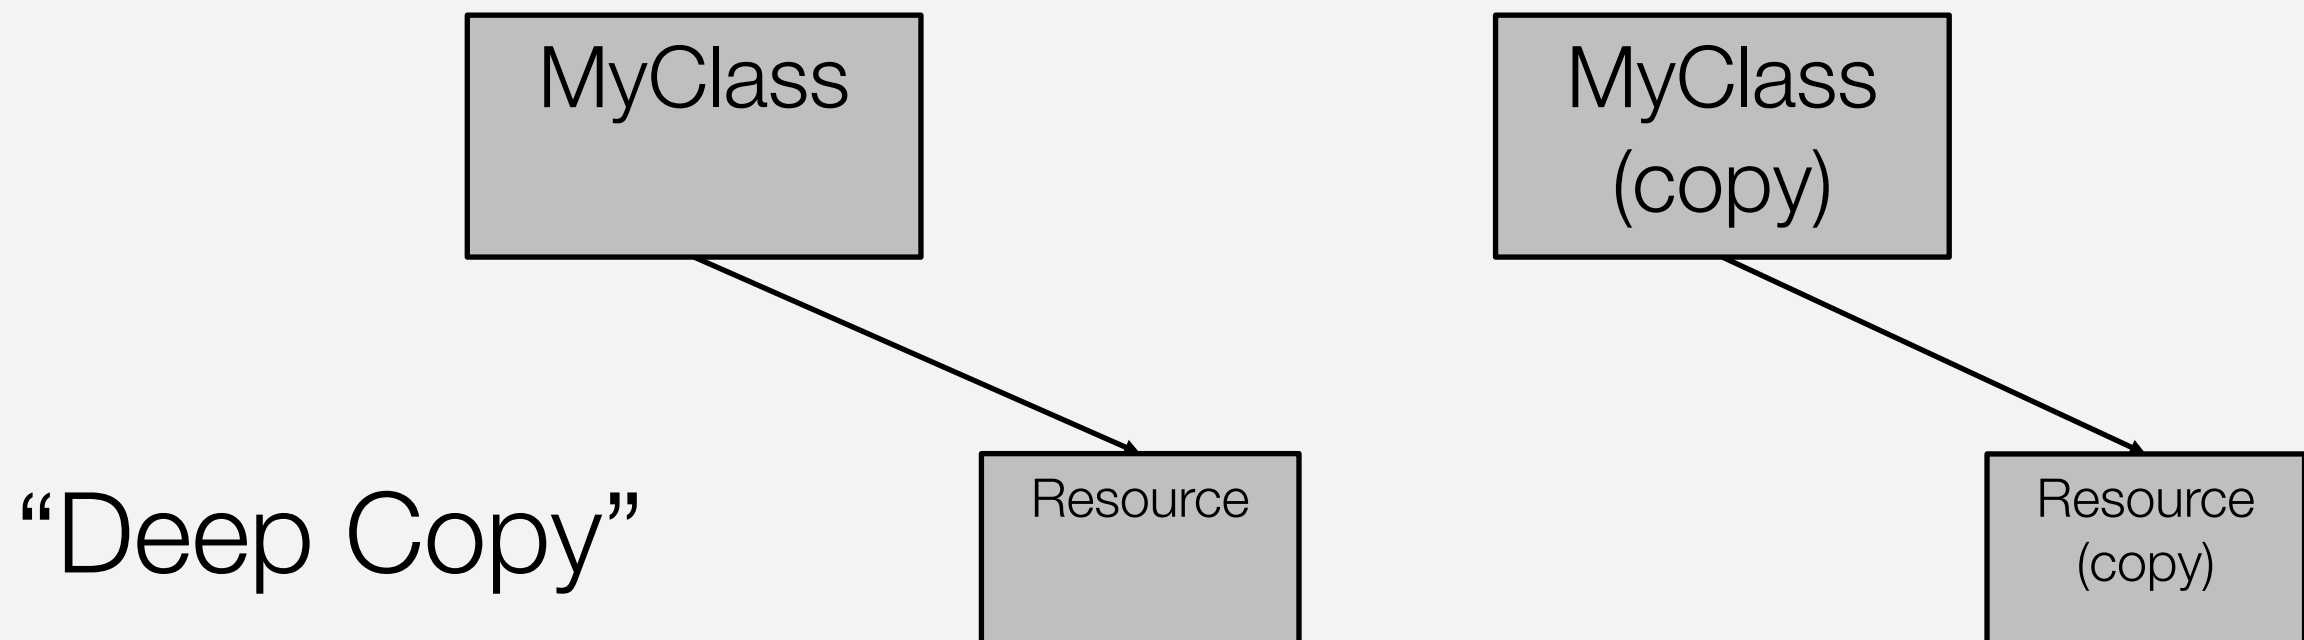 MyClass
MyClass
(copy)
“Deep Copy”
Resource
Resource
(copy)